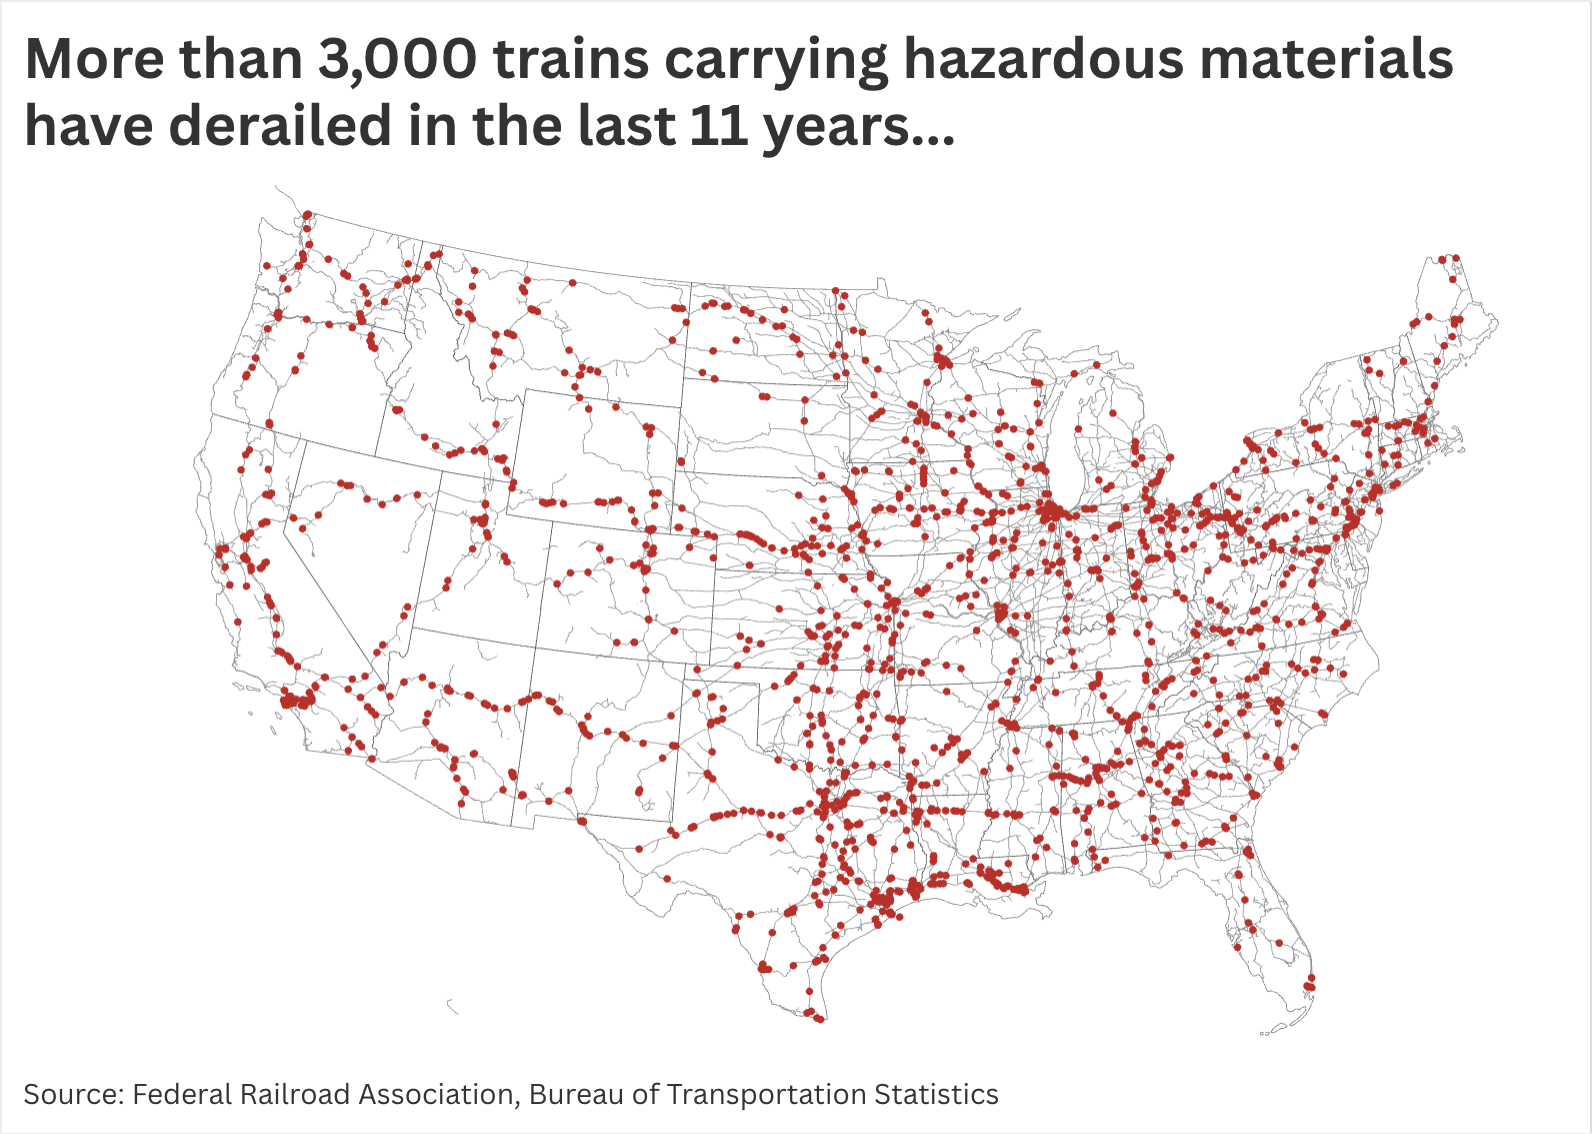 More than 3,000 trains carrying hazardous materials
have derailed in the last 11 years...
Source: Federal Railroad Association, Bureau of Transportation Statistics